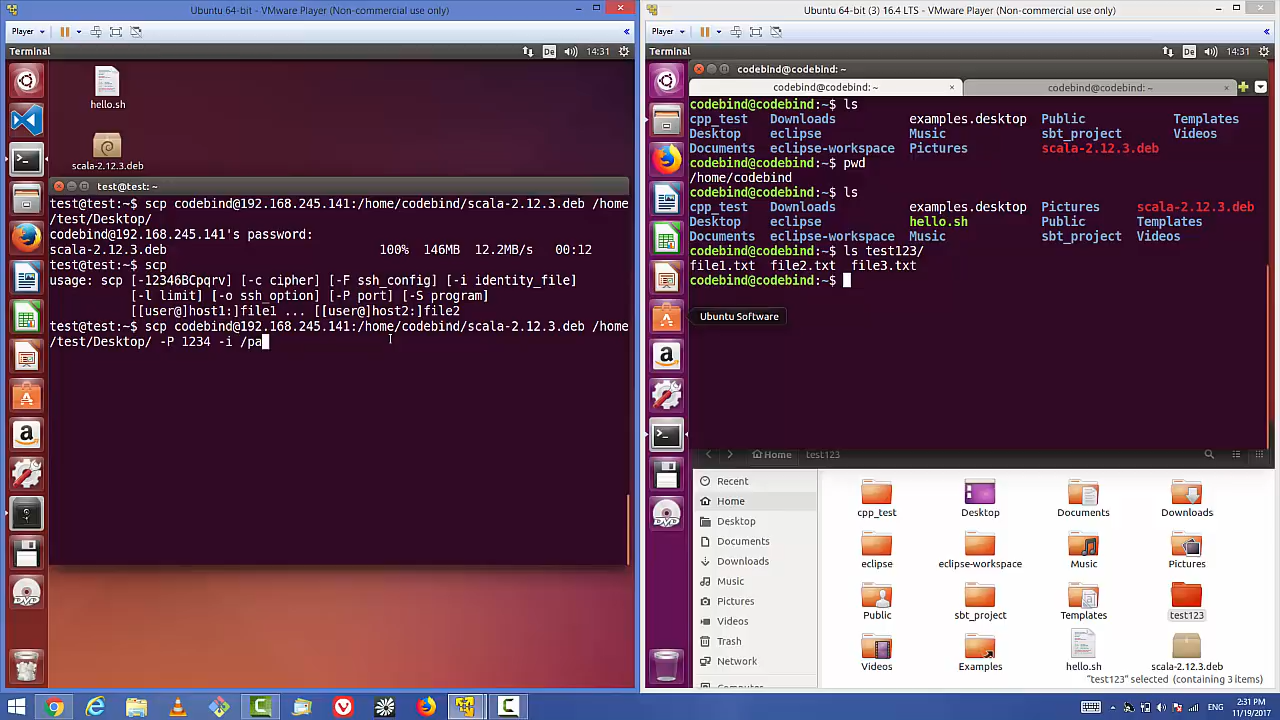 Ubuntu 64-bit - VMware Player (Non-commercial use only)
Player
Terminal
De
14:31
hello.sh
scala-2.12.3.deb
test@test: ~
test@test:~$ scp codebind@192.168.245.141:/home/codebind/scala-2.12.3.deb /home
/test/Desktop/
codebind@192.168.245.141's password:
scala-2.12.3.deb 100% 146MB 12.2MB/s 00:12
test@test:~$ scp
usage: scp [-12346BCpqrv] [-c cipher] [-F ssh_config] [-i identity_file]
[-l limit] [-o ssh_option] [-P port] [-S program]
[[user@]host1:]file1 ... [[user@]host2:]file2
test@test:~$ scp codebind@192.168.245.141:/home/codebind/scala-2.12.3.deb /home
/test/Desktop/ -P 1234 -i /pa
Ubuntu 64-bit (3) 16.4 LTS - VMware Player (Non-commercial use only)
Player
Terminal
De
14:31
codebind@codebind: ~
codebind@codebind: ~
codebind@codebind: ~
codebind@codebind:~$ ls
cpp_test Downloads examples.desktop Public Templates
Desktop eclipse Music sbt_project Videos
Documents eclipse-workspace Pictures scala-2.12.3.deb
codebind@codebind:~$ pwd
/home/codebind
codebind@codebind:~$ ls
cpp_test Downloads examples.desktop Pictures scala-2.12.3.deb
Desktop eclipse hello.sh Public Templates
Documents eclipse-workspace Music sbt_project Videos
codebind@codebind:~$ ls test123/
file1.txt file2.txt file3.txt
codebind@codebind:~$
Ubuntu Software
Home test123
Recent
Home
Desktop
Documents
Downloads
Music
Pictures
Videos
Trash
Network
Computer
cpp_test Desktop Documents Downloads
eclipse eclipse-workspace Music Pictures
Public sbt_project Templates test123
Videos Examples hello.sh scala-2.12.3.deb
"test123" selected (containing 3 items)
ENG
2:31 PM
11/19/2017